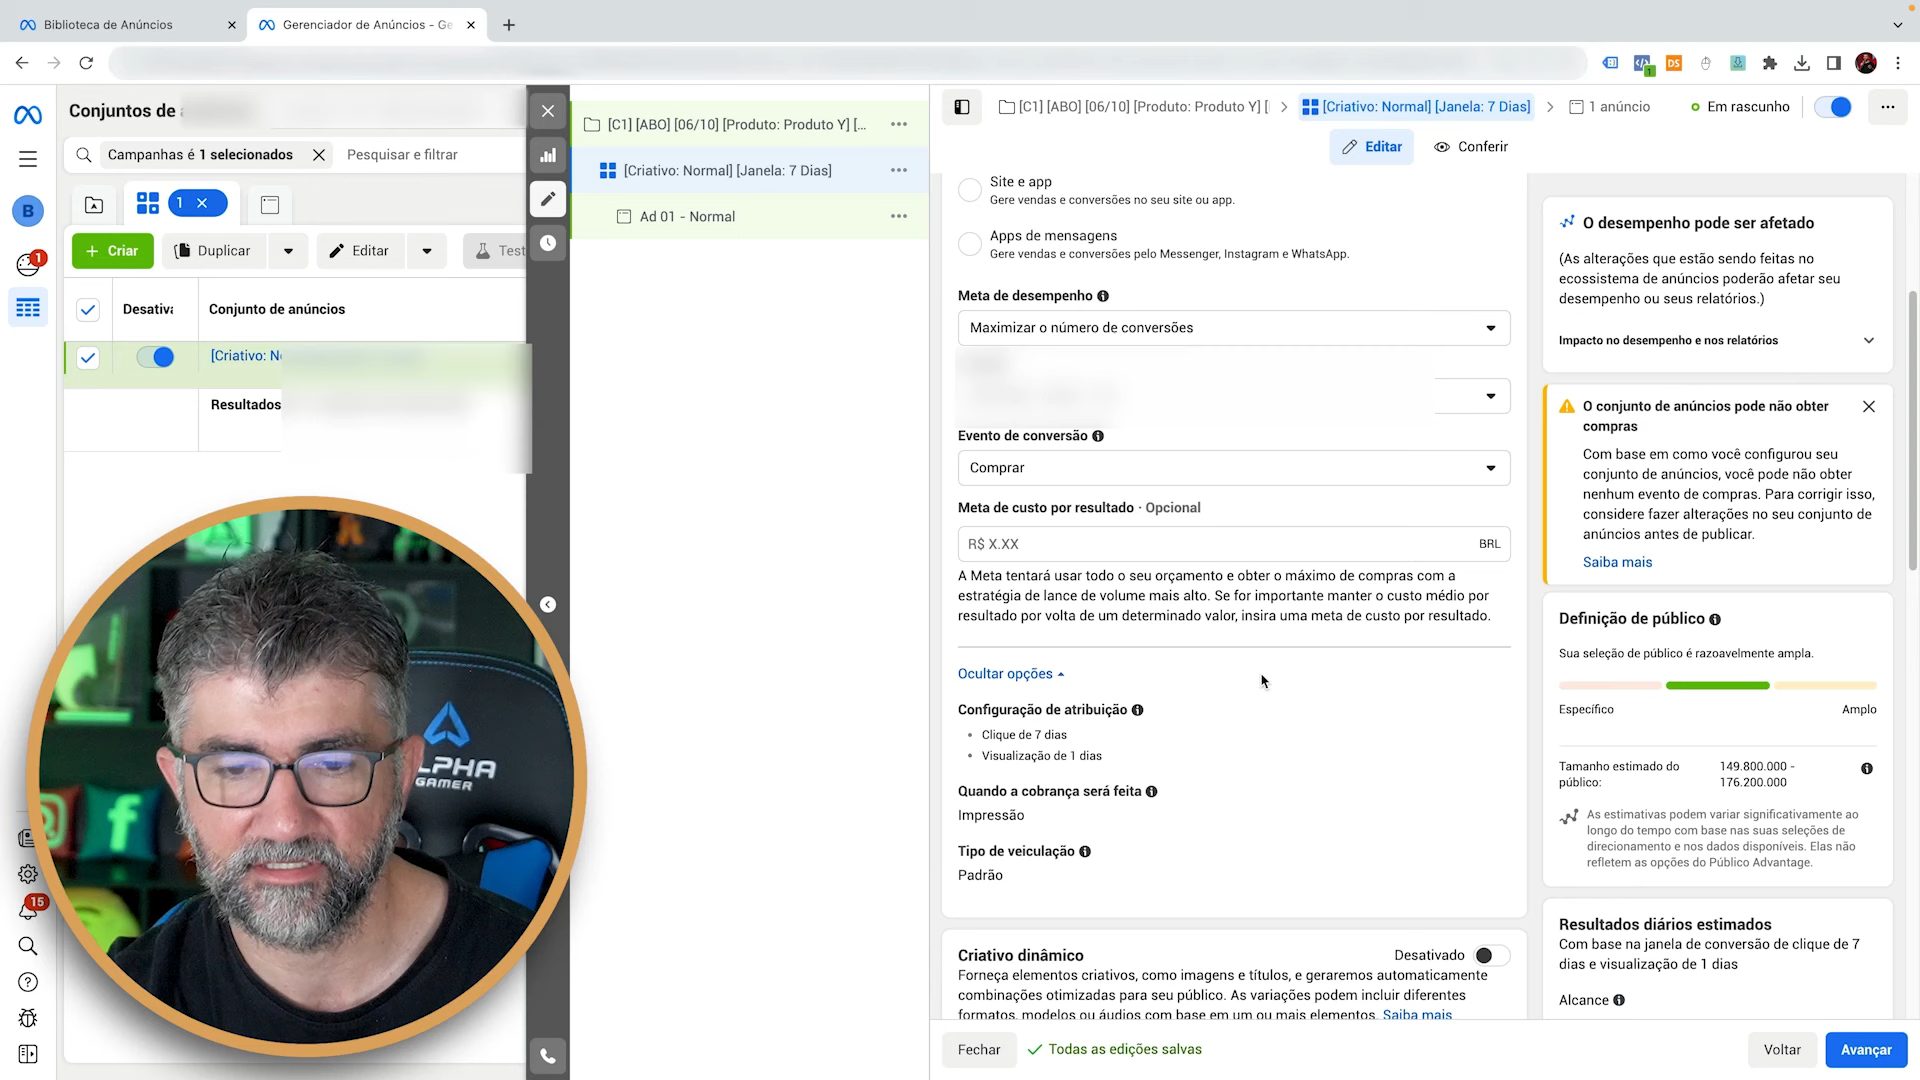 Biblioteca de Anúncios
Gerenciador de Anúncios - Ge
DS
1
Conjuntos de
Campanhas é 1 selecionados
Pesquisar e filtrar
B
1
1
Criar
Duplicar
Editar
Test
Desativa
Conjunto de anúncios
[Criativo: N
Resultados
15
ALPHA
GAMER
[C1] [ABO] [06/10] [Produto: Produto Y] [...
[Criativo: Normal] [Janela: 7 Dias]
Ad 01 - Normal
[C1] [ABO] [06/10] [Produto: Produto Y] [
[Criativo: Normal] [Janela: 7 Dias]
1 anúncio
Em rascunho
Editar
Conferir
Site e app
Gere vendas e conversões no seu site ou app.
Apps de mensagens
Gere vendas e conversões pelo Messenger, Instagram e WhatsApp.
Meta de desempenho
Maximizar o número de conversões
Evento de conversão
Comprar
Meta de custo por resultado · Opcional
R$ X.XX
BRL
A Meta tentará usar todo o seu orçamento e obter o máximo de compras com a
estratégia de lance de volume mais alto. Se for importante manter o custo médio por
resultado por volta de um determinado valor, insira uma meta de custo por resultado.
Ocultar opções
Configuração de atribuição
• Clique de 7 dias
• Visualização de 1 dias
Quando a cobrança será feita
Impressão
Tipo de veiculação
Padrão
Criativo dinâmico
Desativado
Forneça elementos criativos, como imagens e títulos, e geraremos automaticamente
combinações otimizadas para seu público. As variações podem incluir diferentes
formatos, modelos ou áudios com base em um ou mais elementos. Saiba mais
Fechar
Todas as edições salvas
Voltar
Avançar
O desempenho pode ser afetado
(As alterações que estão sendo feitas no
ecossistema de anúncios poderão afetar seu
desempenho ou seus relatórios.)
Impacto no desempenho e nos relatórios
O conjunto de anúncios pode não obter
compras
Com base em como você configurou seu
conjunto de anúncios, você pode não obter
nenhum evento de compras. Para corrigir isso,
considere fazer alterações no seu conjunto de
anúncios antes de publicar.
Saiba mais
Definição de público
Sua seleção de público é razoavelmente ampla.
Específico
Amplo
Tamanho estimado do
público:
149.800.000 -
176.200.000
As estimativas podem variar significativamente ao
longo do tempo com base nas suas seleções de
direcionamento e nos dados disponíveis. Elas não
refletem as opções do Público Advantage.
Resultados diários estimados
Com base na janela de conversão de clique de 7
dias e visualização de 1 dias
Alcance